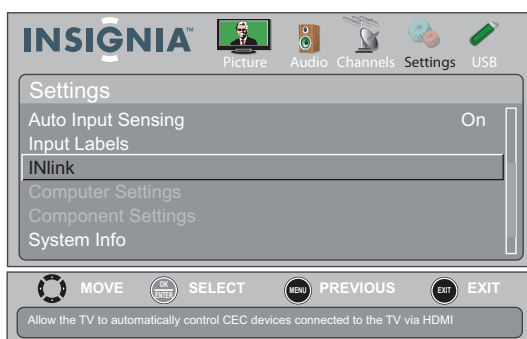 INSIGNIA™
Picture Audio Channels Settings USB
Settings
Auto Input Sensing On
Input Labels
INlink
Computer Settings
Component Settings
System Info
MOVE OK ENTER SELECT MENU PREVIOUS EXIT EXIT
Allow the TV to automatically control CEC devices connected to the TV via HDMI